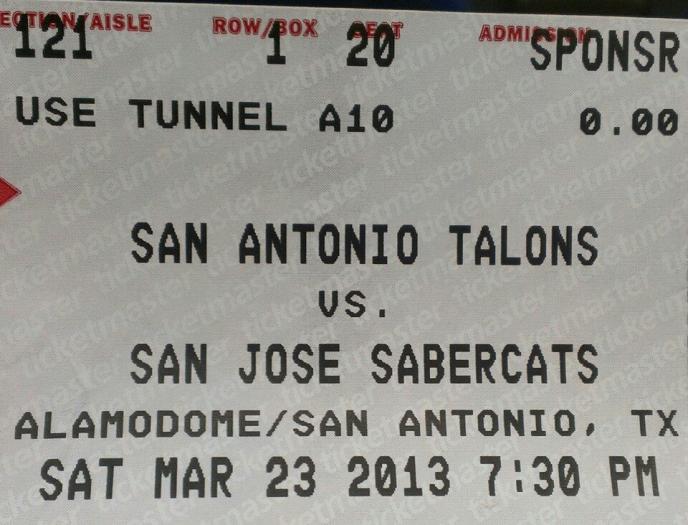 SECTION/AISLE ROW/BOX SEAT ADMISSION
121 1 20 SPONSR
USE TUNNEL A10 0.00
SAN ANTONIO TALONS
VS.
SAN JOSE SABERCATS
ALAMODOME/SAN ANTONIO, TX
SAT MAR 23 2013 7:30 PM